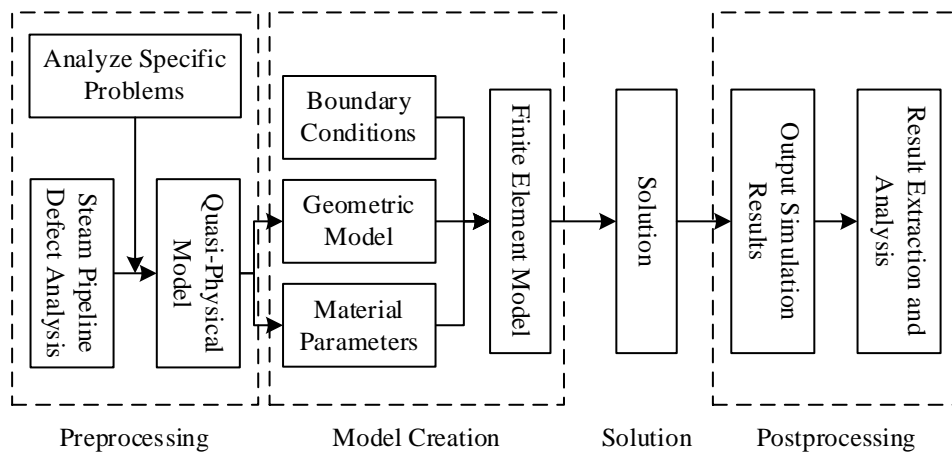 Analyze Specific
Problems
Steam Pipeline
Defect Analysis
Quasi-Physical
Model
Boundary
Conditions
Geometric
Model
Material
Parameters
Finite Element Model
Solution
Output Simulation
Results
Result Extraction and
Analysis
Preprocessing
Model Creation
Solution
Postprocessing